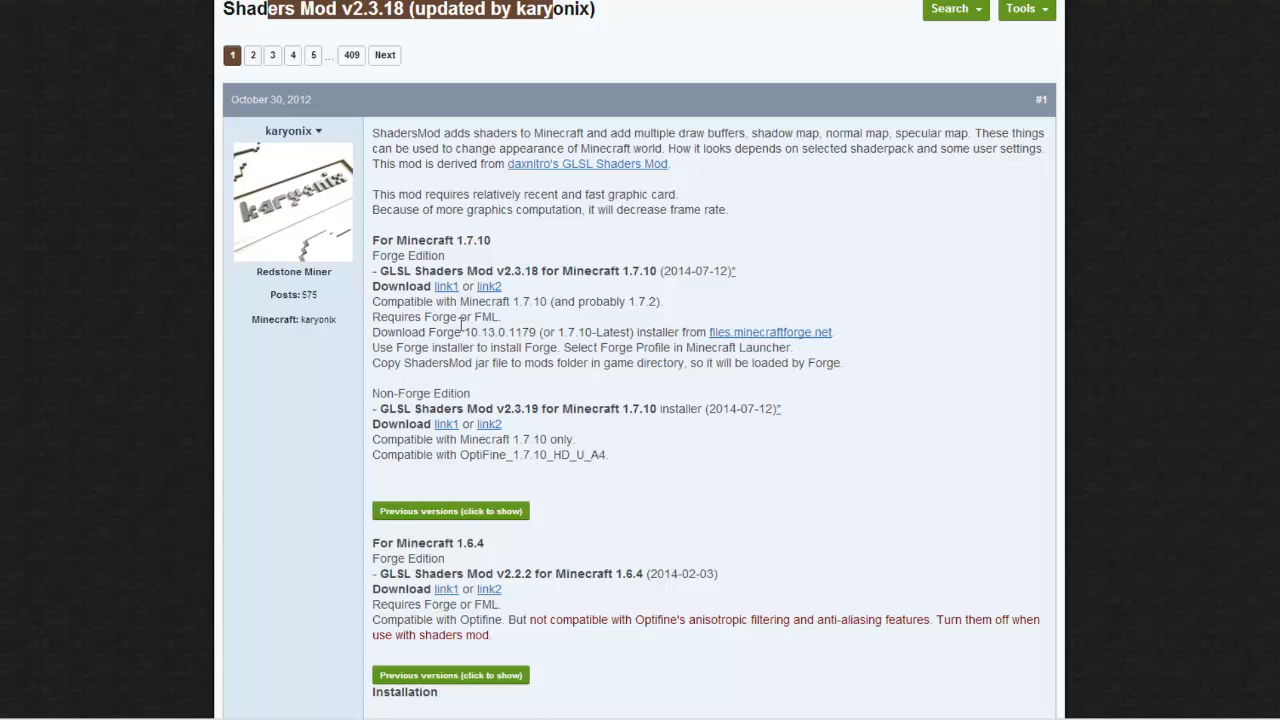 Shaders Mod v2.3.18 (updated by karyonix)
Search
Tools
1 2 3 4 5 ... 409 Next
October 30, 2012
#1
karyonix
karyonix
Redstone Miner
Posts: 575
Minecraft: karyonix
ShadersMod adds shaders to Minecraft and add multiple draw buffers, shadow map, normal map, specular map. These things
can be used to change appearance of Minecraft world. How it looks depends on selected shaderpack and some user settings.
This mod is derived from daxnitro's GLSL Shaders Mod.
This mod requires relatively recent and fast graphic card.
Because of more graphics computation, it will decrease frame rate.
For Minecraft 1.7.10
Forge Edition
- GLSL Shaders Mod v2.3.18 for Minecraft 1.7.10 (2014-07-12)*
Download link1 or link2
Compatible with Minecraft 1.7.10 (and probably 1.7.2).
Requires Forge or FML.
Download Forge 10.13.0.1179 (or 1.7.10-Latest) installer from files.minecraftforge.net.
Use Forge installer to install Forge. Select Forge Profile in Minecraft Launcher.
Copy ShadersMod jar file to mods folder in game directory, so it will be loaded by Forge.
Non-Forge Edition
- GLSL Shaders Mod v2.3.19 for Minecraft 1.7.10 installer (2014-07-12)*
Download link1 or link2
Compatible with Minecraft 1.7.10 only.
Compatible with OptiFine_1.7.10_HD_U_A4.
Previous versions (click to show)
For Minecraft 1.6.4
Forge Edition
- GLSL Shaders Mod v2.2.2 for Minecraft 1.6.4 (2014-02-03)
Download link1 or link2
Requires Forge or FML.
Compatible with Optifine. But not compatible with Optifine's anisotropic filtering and anti-aliasing features. Turn them off when
use with shaders mod.
Previous versions (click to show)
Installation